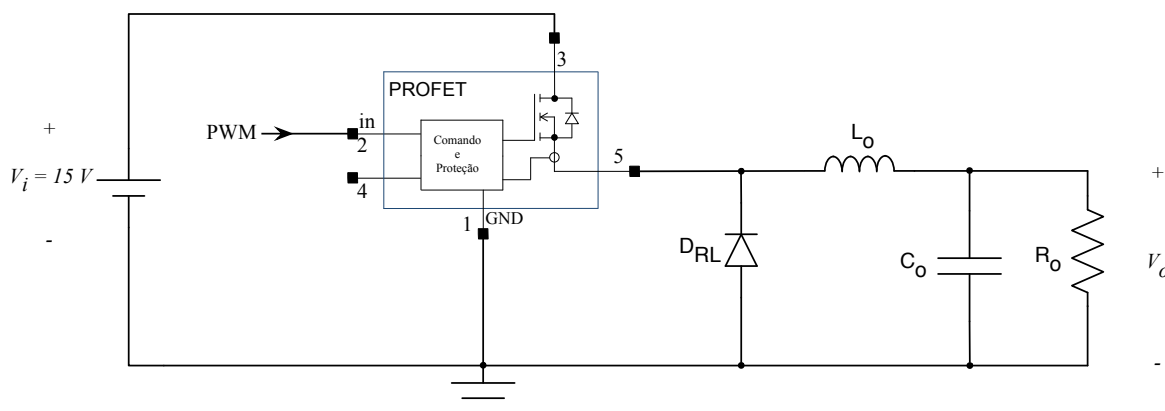 3
PROFET
PWM
in
2
Comando
e
Proteção
4
5
1
GND
+
V_i = 15 V
-
L_o
D_RL
C_o
R_o
+
V_o
-